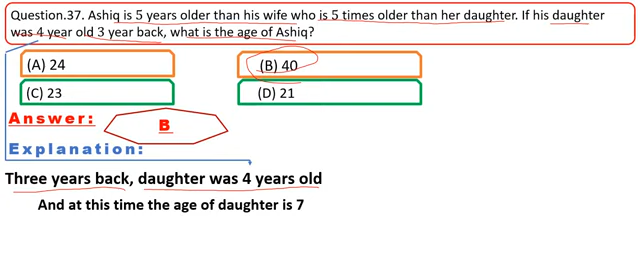 Question.37. Ashiq is 5 years older than his wife who is 5 times older than her daughter. If his daughter
was 4 year old 3 year back, what is the age of Ashiq?
(A) 24
(B) 40
(C) 23
(D) 21
Answer:
B
Explanation:
Three years back, daughter was 4 years old
And at this time the age of daughter is 7